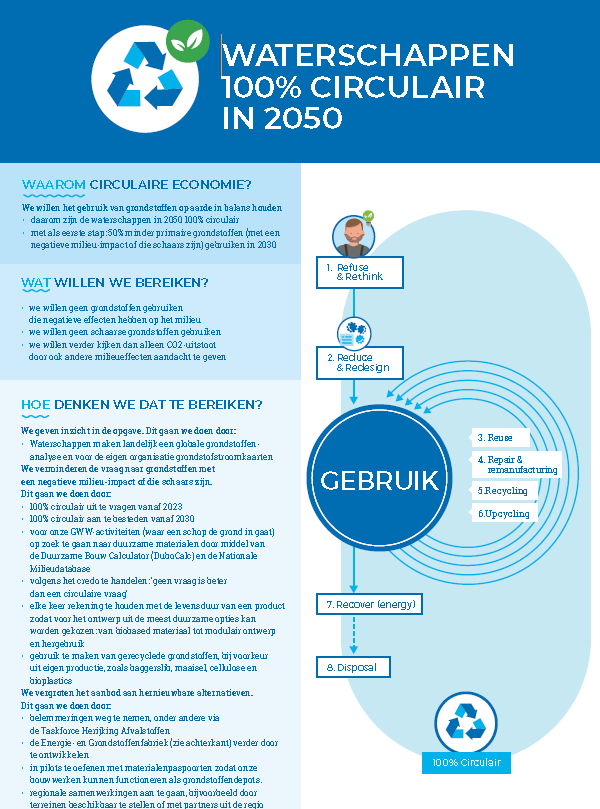 WATERSCHAPPEN
100% CIRCULAIR
IN 2050
WAAROM CIRCULAIRE ECONOMIE?
We willen het gebruik van grondstoffen op aarde in balans houden
· daarom zijn de waterschappen in 2050 100% circulair
· met als eerste stap: 50% minder primaire grondstoffen (met een
negatieve milieu-impact of die schaars zijn) gebruiken in 2030
WAT WILLEN WE BEREIKEN?
· we willen geen grondstoffen gebruiken
die negatieve effecten hebben op het milieu
· we willen geen schaarse grondstoffen gebruiken
· we willen verder kijken dan alleen CO2-uitstoot
door ook andere milieueffecten aandacht te geven
HOE DENKEN WE DAT TE BEREIKEN?
We geven inzicht in de opgave. Dit gaan we doen door:
· Waterschappen maken landelijk een globale grondstoffen-
analyse en voor de eigen organisatie grondstofstroomkaarten
We verminderen de vraag naar grondstoffen met
een negatieve milieu-impact of die schaars zijn.
Dit gaan we doen door:
· 100% circulair uit te vragen vanaf 2023
· 100% circulair aan te besteden vanaf 2030
· voor onze GWW-activiteiten (waar een schop de grond in gaat)
op zoek te gaan naar duurzame materialen door middel van
de Duurzame Bouw Calculator (DuboCalc) en de Nationale
Milieudatabase
· volgens het credo te handelen: 'geen vraag is beter
dan een circulaire vraag'
· elke keer rekening te houden met de levensduur van een product
zodat voor het ontwerp uit de meest duurzame opties kan
worden gekozen: van biobased materiaal tot modulair ontwerp
en hergebruik
· gebruik te maken van gerecyclede grondstoffen, bij voorkeur
uit eigen productie, zoals baggerslib, maaisel, cellulose en
bioplastics
We vergroten het aanbod aan hernieuwbare alternatieven.
Dit gaan we doen door:
· belemmeringen weg te nemen, onder andere via
de Taskforce Herijking Afvalstoffen
· de Energie- en Grondstoffenfabriek (zie achterkant) verder door
te ontwikkelen
· in pilots te oefenen met materialenpaspoorten zodat onze
bouwwerken kunnen functioneren als grondstoffendepots.
· regionale samenwerkingen aan te gaan, bijvoorbeeld door
terreinen beschikbaar te stellen of met partners uit de regio
1. Refuse
& Rethink
2. Reduce
& Redesign
GEBRUIK
3. Reuse
4. Repair &
remanufacturing
5.Recycling
6.Upcycling
7. Recover (energy)
8. Disposal
100% Circulair